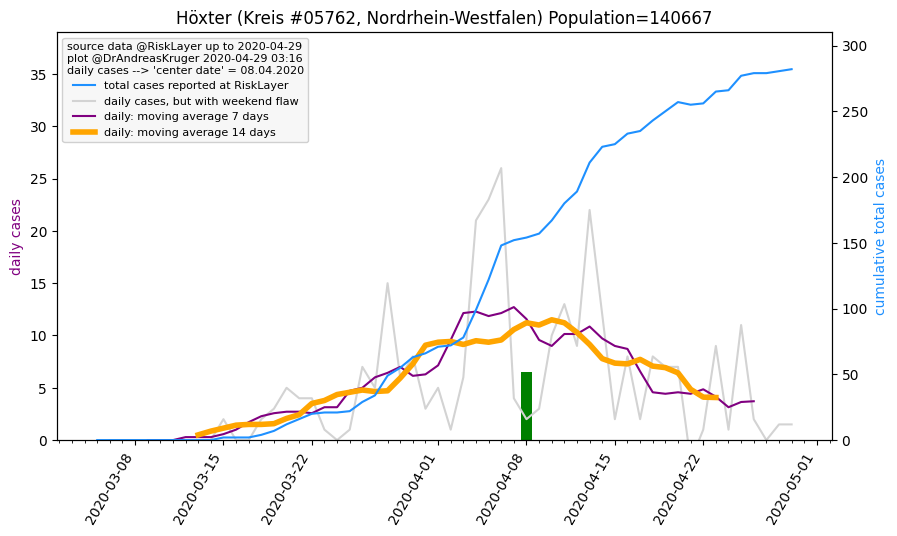 Höxter (Kreis #05762, Nordrhein-Westfalen) Population=140667
source data @RiskLayer up to 2020-04-29
plot @DrAndreasKruger 2020-04-29 03:16
daily cases --> 'center date' = 08.04.2020
total cases reported at RiskLayer
daily cases, but with weekend flaw
daily: moving average 7 days
daily: moving average 14 days
daily cases
35
30
25
20
15
10
5
0
300
250
200
150
100
50
0
cumulative total cases
2020-03-08
2020-03-15
2020-03-22
2020-04-01
2020-04-08
2020-04-15
2020-04-22
2020-05-01